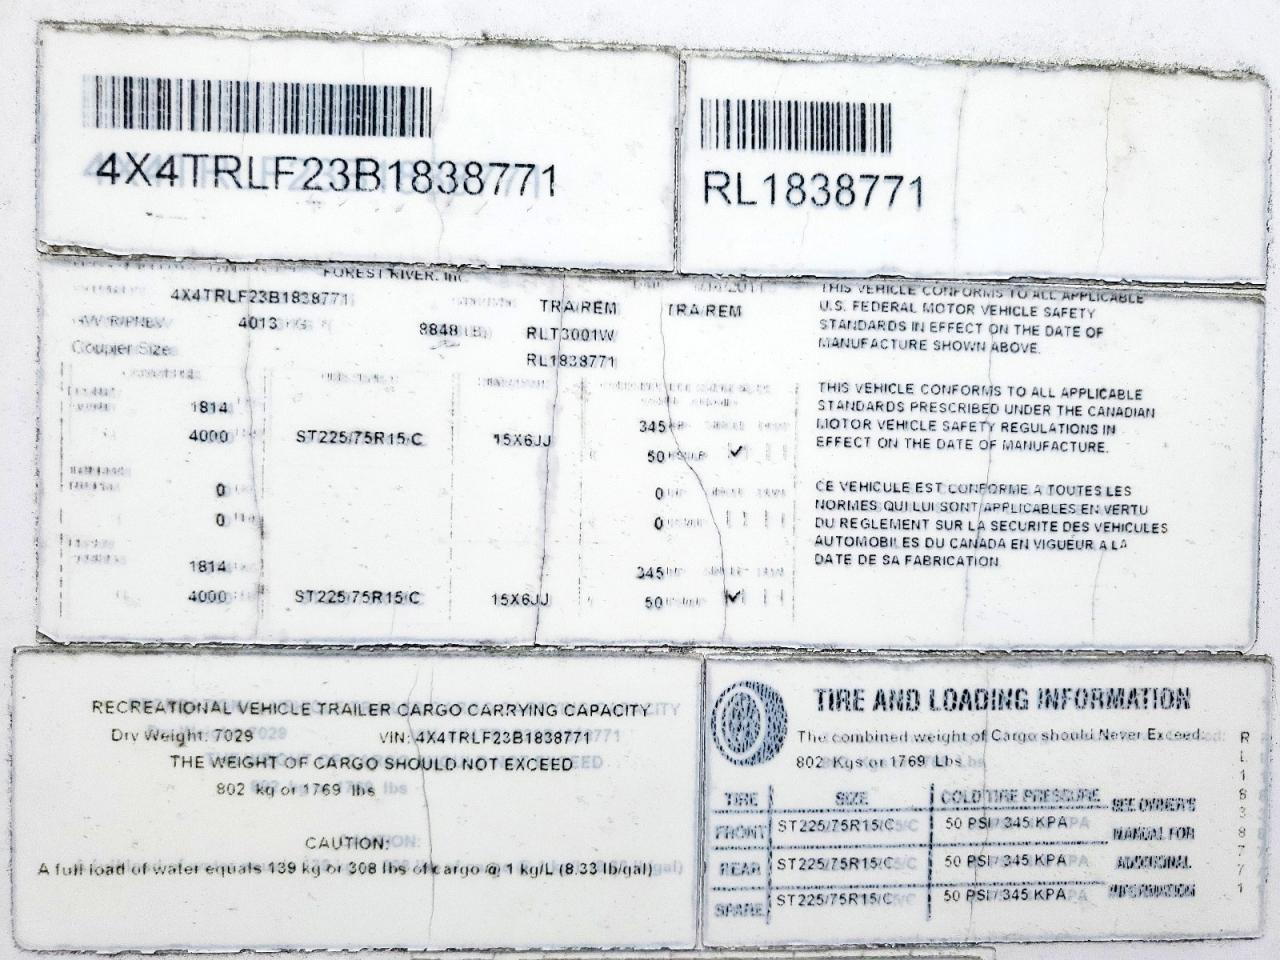 4X4TRLF23B1838771
RL1838771
FOREST RIVER, INC
4X4TRLF23B1838771 TRA/REM TRA/REM
4013 KG 8848 (LB) RLT3001W
Coupler Size RL1838771
1814 345
4000 ST225/75R15/C 15X6JJ 50
0 0
0 0
1814 345
4000 ST225/75R15/C 15X6JJ 50
THIS VEHICLE CONFORMS TO ALL APPLICABLE
U.S. FEDERAL MOTOR VEHICLE SAFETY
STANDARDS IN EFFECT ON THE DATE OF
MANUFACTURE SHOWN ABOVE.
THIS VEHICLE CONFORMS TO ALL APPLICABLE
STANDARDS PRESCRIBED UNDER THE CANADIAN
MOTOR VEHICLE SAFETY REGULATIONS IN
EFFECT ON THE DATE OF MANUFACTURE.
CE VEHICULE EST CONFORME A TOUTES LES
NORMES QUI LUI SONT APPLICABLES EN VERTU
DU REGLEMENT SUR LA SECURITE DES VEHICULES
AUTOMOBILES DU CANADA EN VIGUEUR A LA
DATE DE SA FABRICATION
RECREATIONAL VEHICLE TRAILER CARGO CARRYING CAPACITY
Dry Weight: 7029 VIN: 4X4TRLF23B1838771
THE WEIGHT OF CARGO SHOULD NOT EXCEED
802 kg or 1769 lbs
CAUTION:
A full load of water equals 139 kg or 308 lbs of cargo @ 1 kg/L (8.33 lb/gal)
TIRE AND LOADING INFORMATION
The combined weight of Cargo should Never Exceed:
802 Kgs or 1769 Lbs
TIRE SIZE COLD TIRE PRESSURE SEE OWNER'S
FRONT ST225/75R15/C 50 PSI / 345 KPA MANUAL FOR
REAR ST225/75R15/C 50 PSI / 345 KPA ADDITIONAL
SPARE ST225/75R15/C 50 PSI / 345 KPA INFORMATION
RL1838771